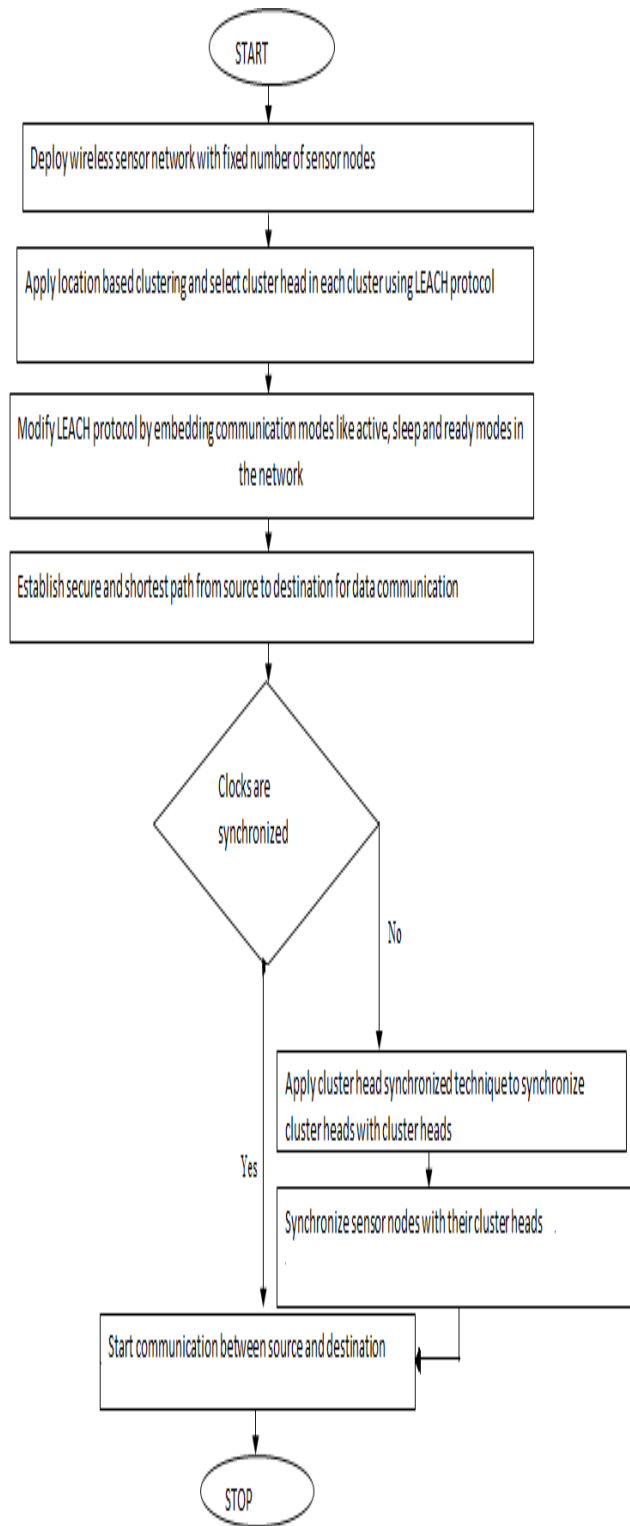 START
Deploy wireless sensor network with fixed number of sensor nodes
Apply location based clustering and select cluster head in each cluster using LEACH protocol
Modify LEACH protocol by embedding communication modes like active, sleep and ready modes in
the network
Establish secure and shortest path from source to destination for data communication
Clocks are
synchronized
No
Apply cluster head synchronized technique to synchronize
cluster heads with cluster heads
Yes
Synchronize sensor nodes with their cluster heads .
.
Start communication between source and destination
STOP